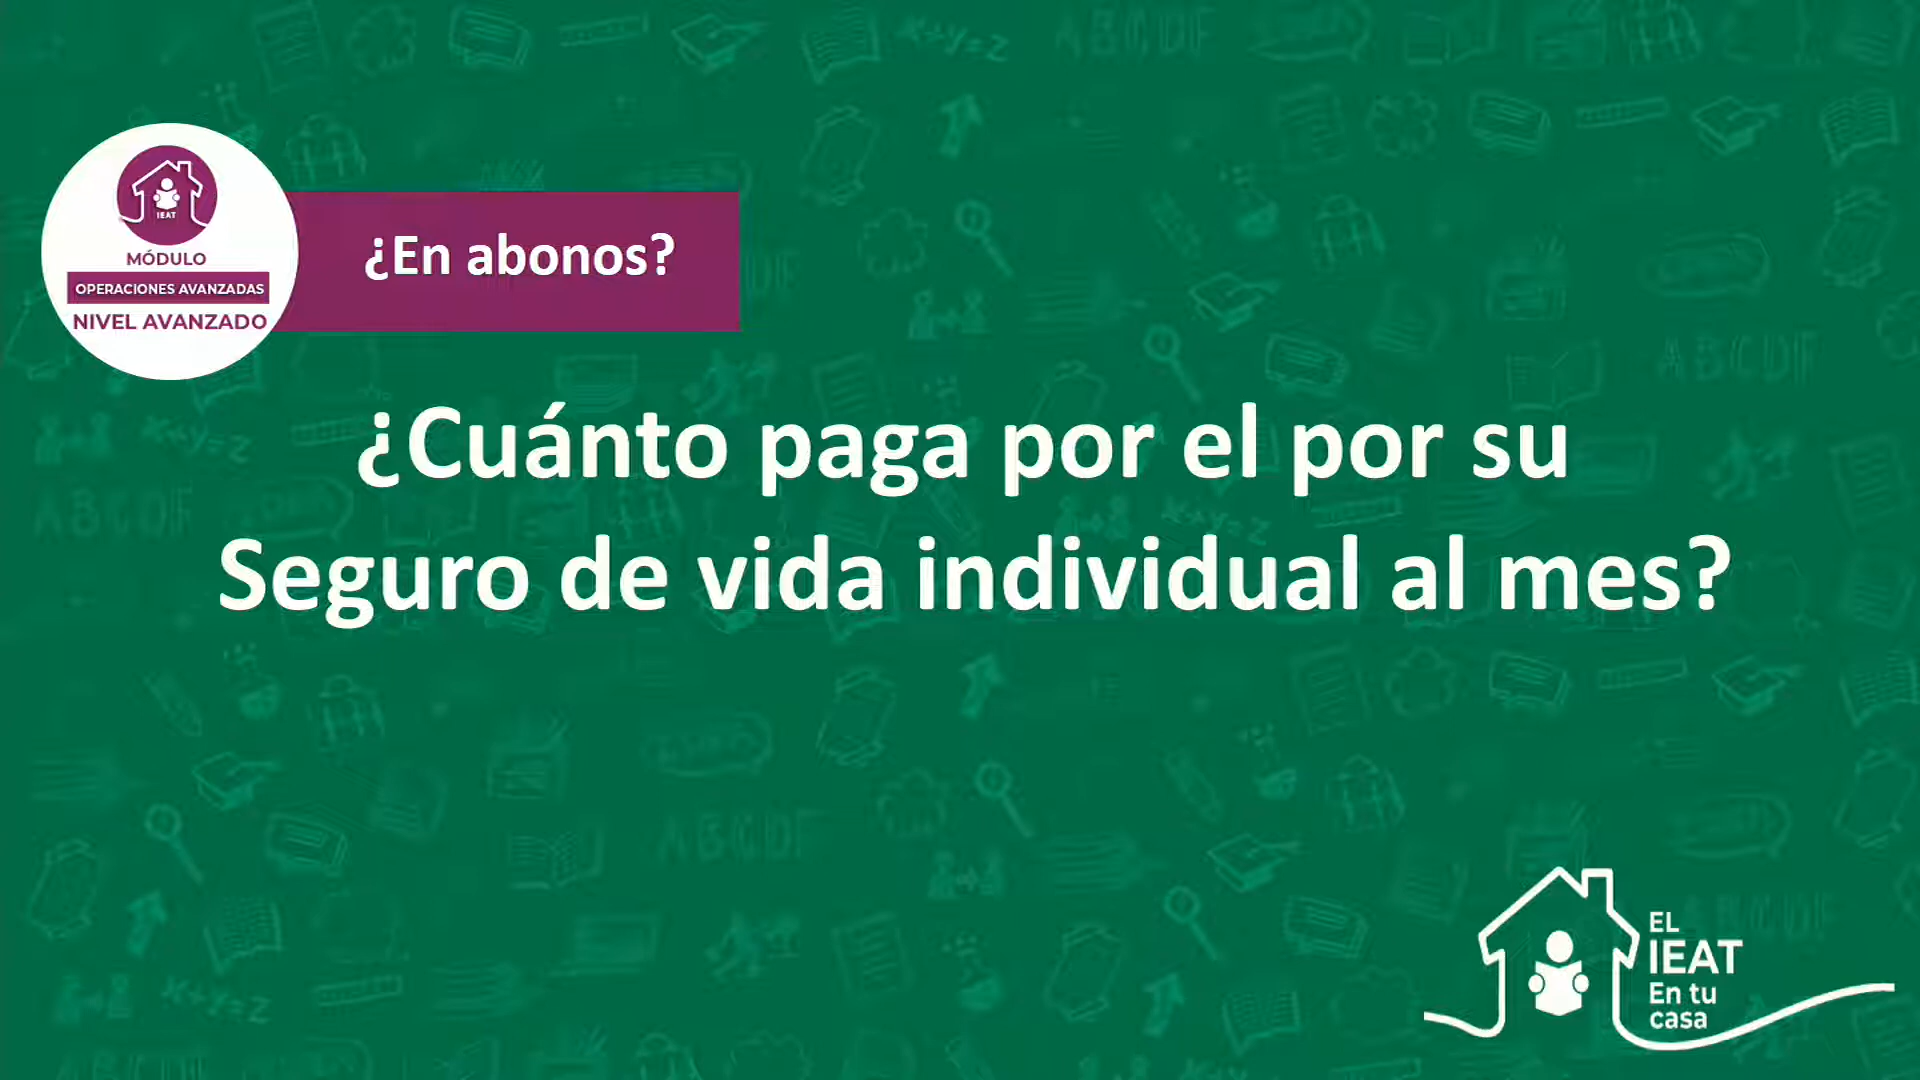 IEAT
MÓDULO
OPERACIONES AVANZADAS
NIVEL AVANZADO
¿En abonos?
¿Cuánto paga por el por su
Seguro de vida individual al mes?
EL
IEAT
En tu
casa